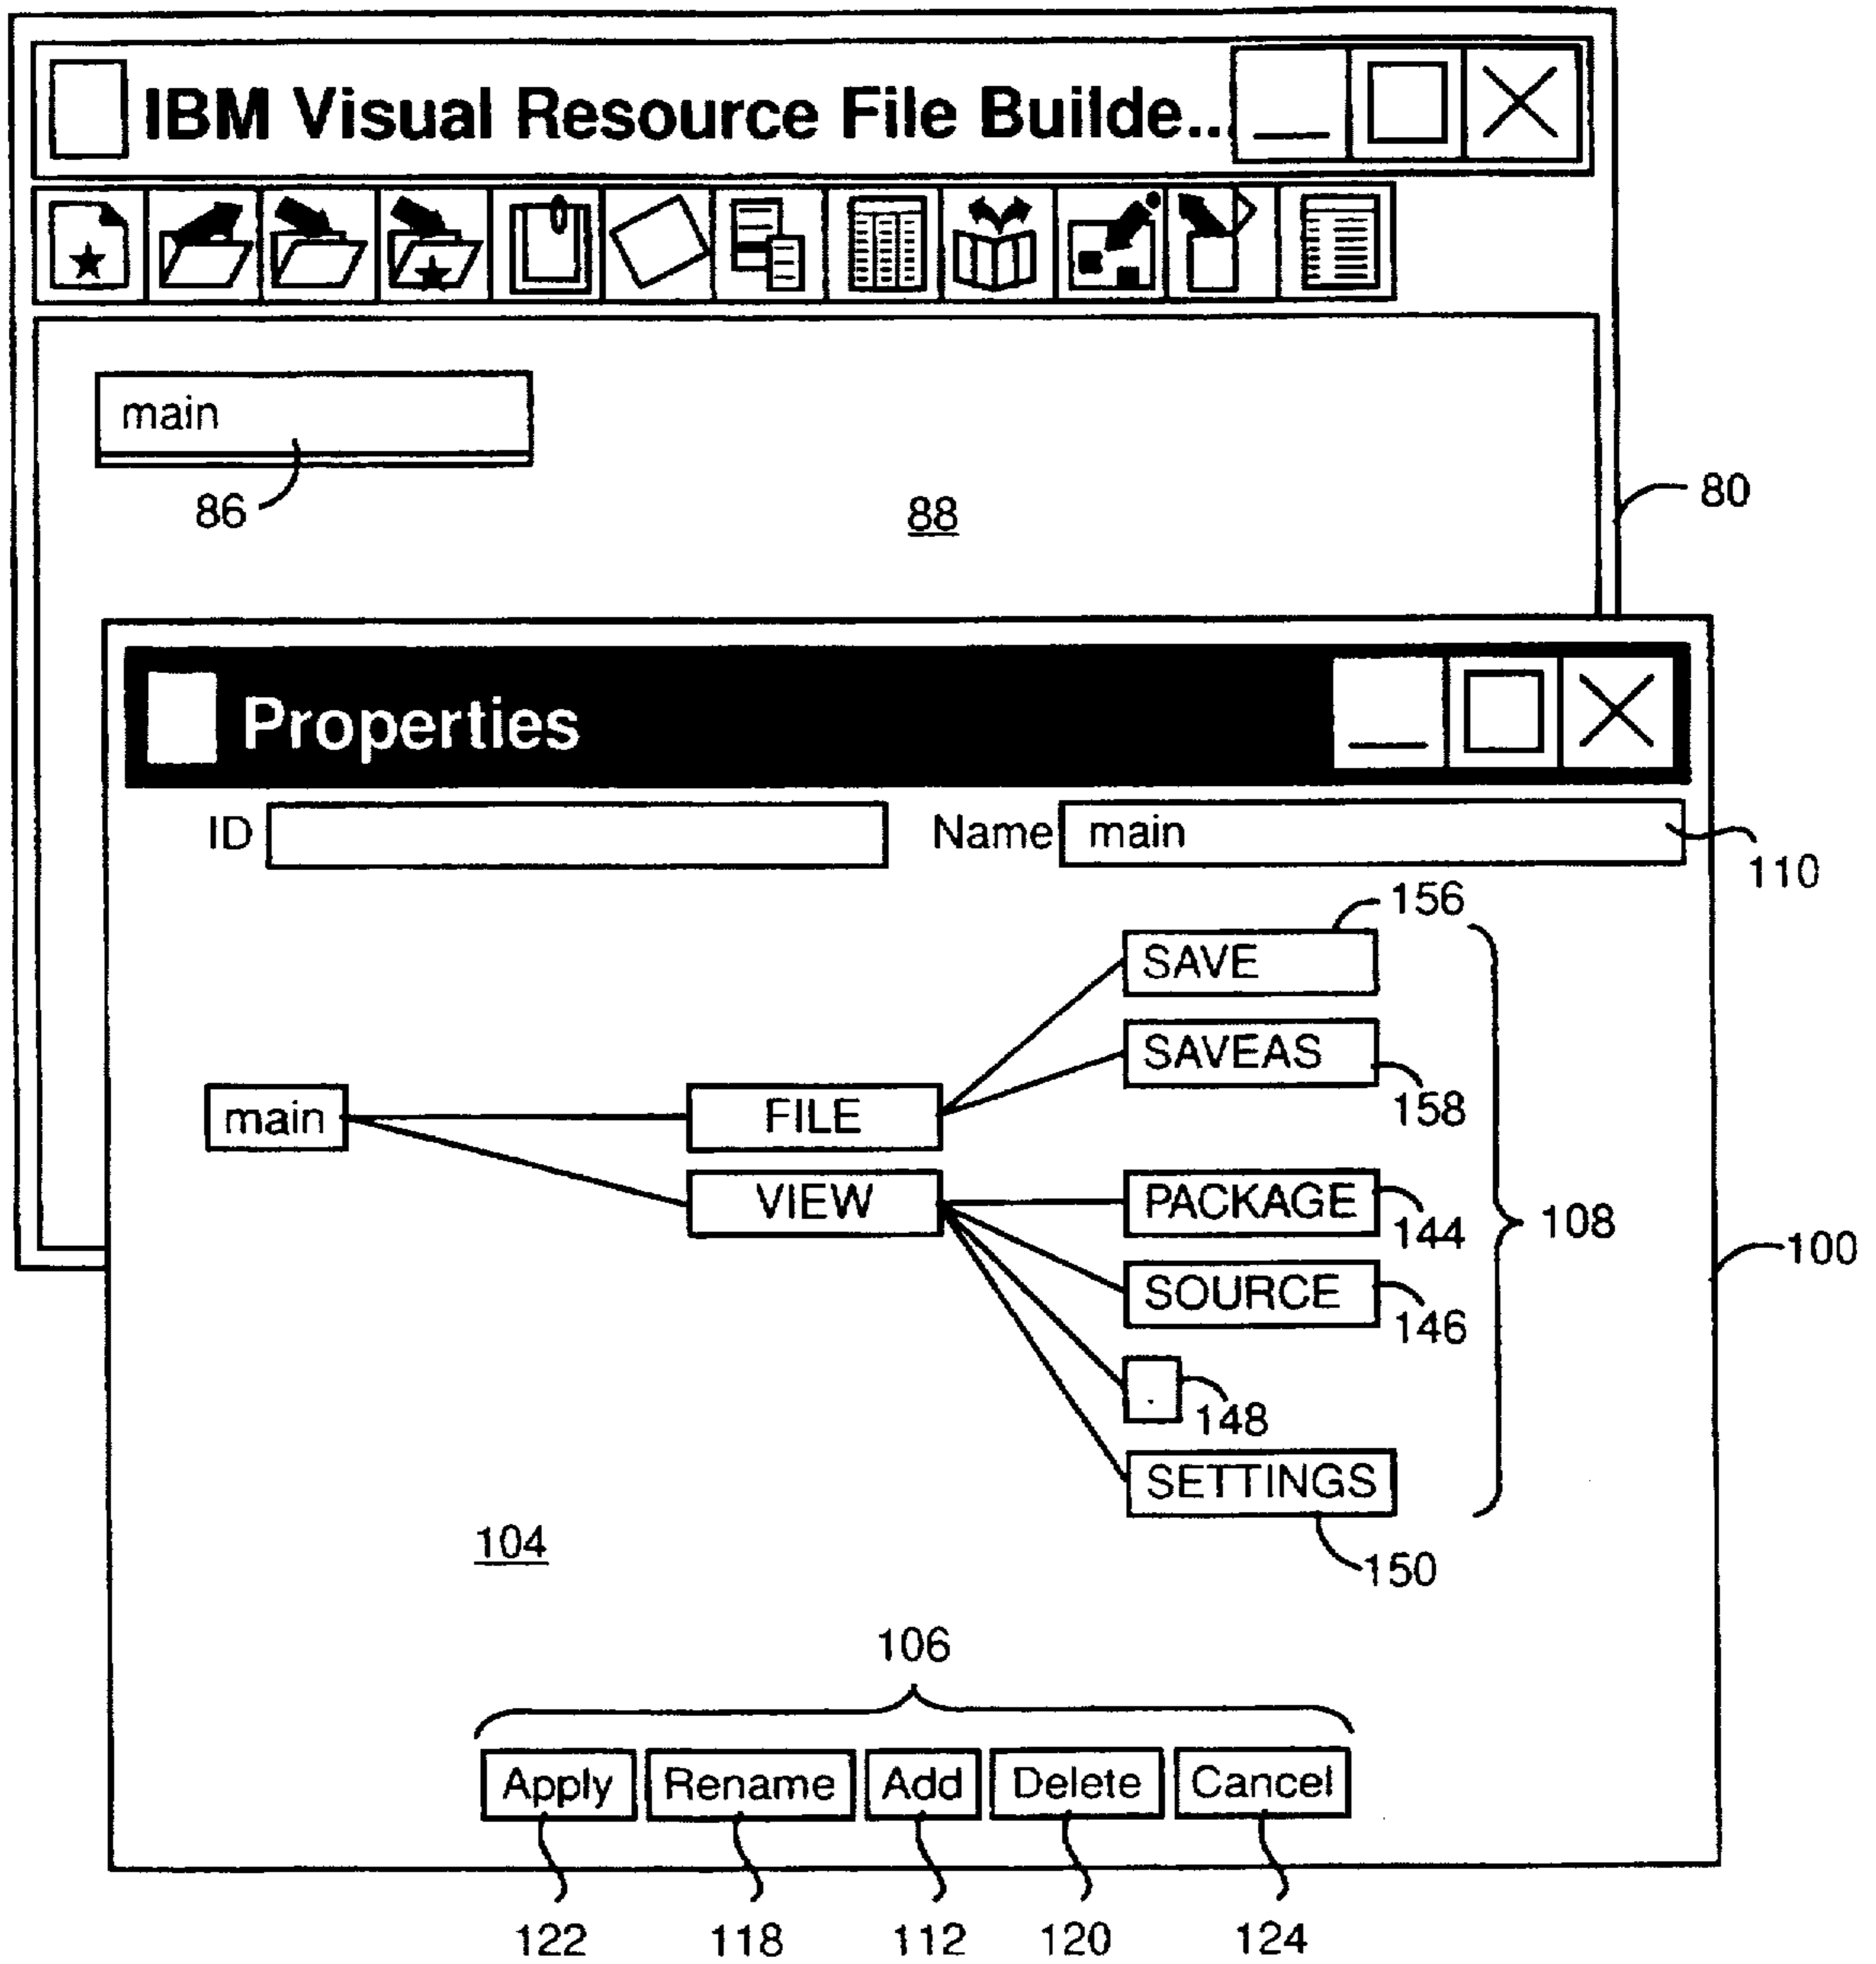 IBM Visual Resource File Builde...
main
86
88
80
Properties
ID
Name main
110
156
SAVE
SAVEAS
158
main
FILE
VIEW
PACKAGE
144
108
SOURCE
146
100
.
148
SETTINGS
150
104
106
Apply Rename Add Delete Cancel
122 118 112 120 124